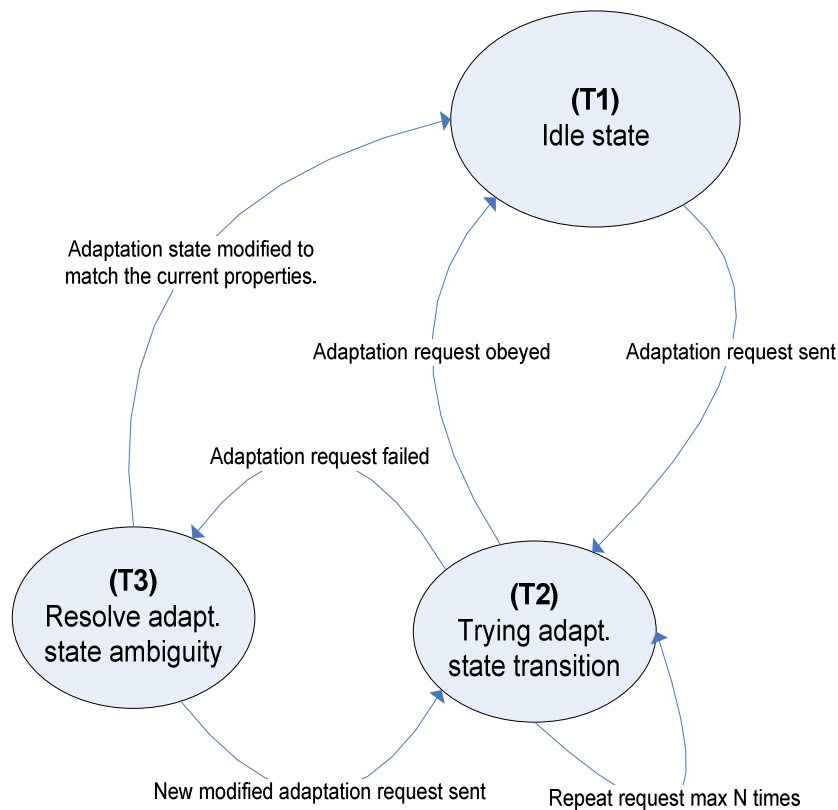 (T1)
Idle state
Adaptation state modified to
match the current properties.
Adaptation request obeyed
Adaptation request sent
Adaptation request failed
(T3)
Resolve adapt.
state ambiguity
(T2)
Trying adapt.
state transition
New modified adaptation request sent
Repeat request max N times